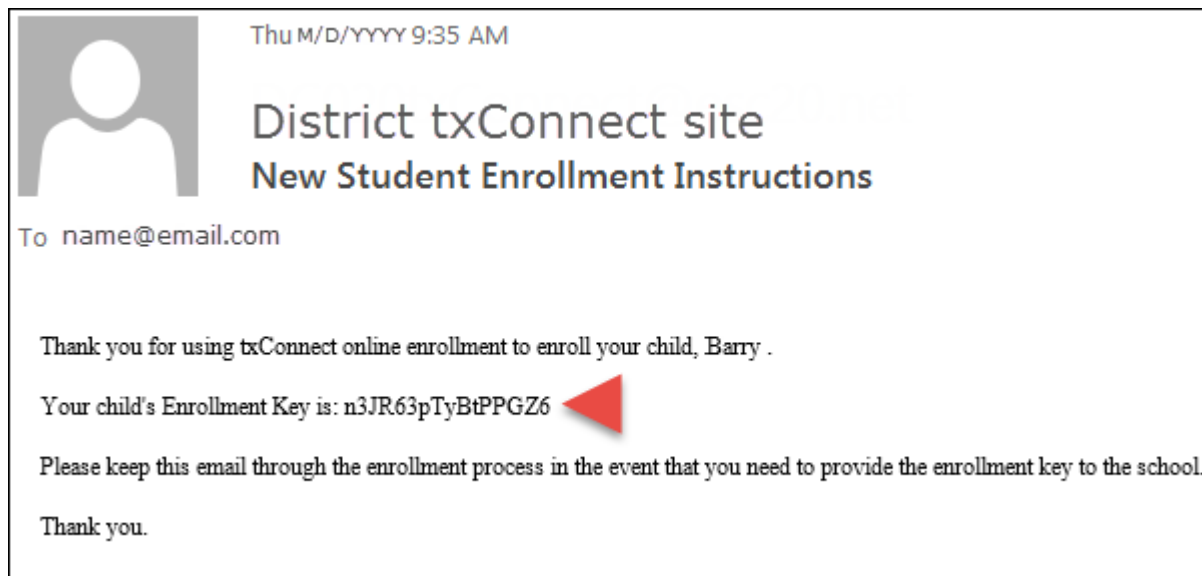 Thu M/D/YYYY 9:35 AM
District txConnect site
New Student Enrollment Instructions
To name@email.com
Thank you for using txConnect online enrollment to enroll your child, Barry .
Your child's Enrollment Key is: n3JR63pTyBtPPGZ6
Please keep this email through the enrollment process in the event that you need to provide the enrollment key to the school.
Thank you.